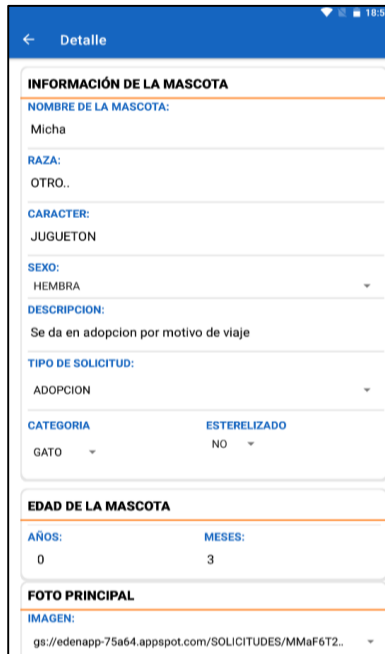 18:5
Detalle
INFORMACIÓN DE LA MASCOTA
NOMBRE DE LA MASCOTA:
Micha
RAZA:
OTRO..
CARACTER:
JUGUETON
SEXO:
HEMBRA
DESCRIPCION:
Se da en adopcion por motivo de viaje
TIPO DE SOLICITUD:
ADOPCION
CATEGORIA ESTERELIZADO
GATO NO
EDAD DE LA MASCOTA
AÑOS: MESES:
0 3
FOTO PRINCIPAL
IMAGEN:
gs://edenapp-75a64.appspot.com/SOLICITUDES/MMaF6T2..